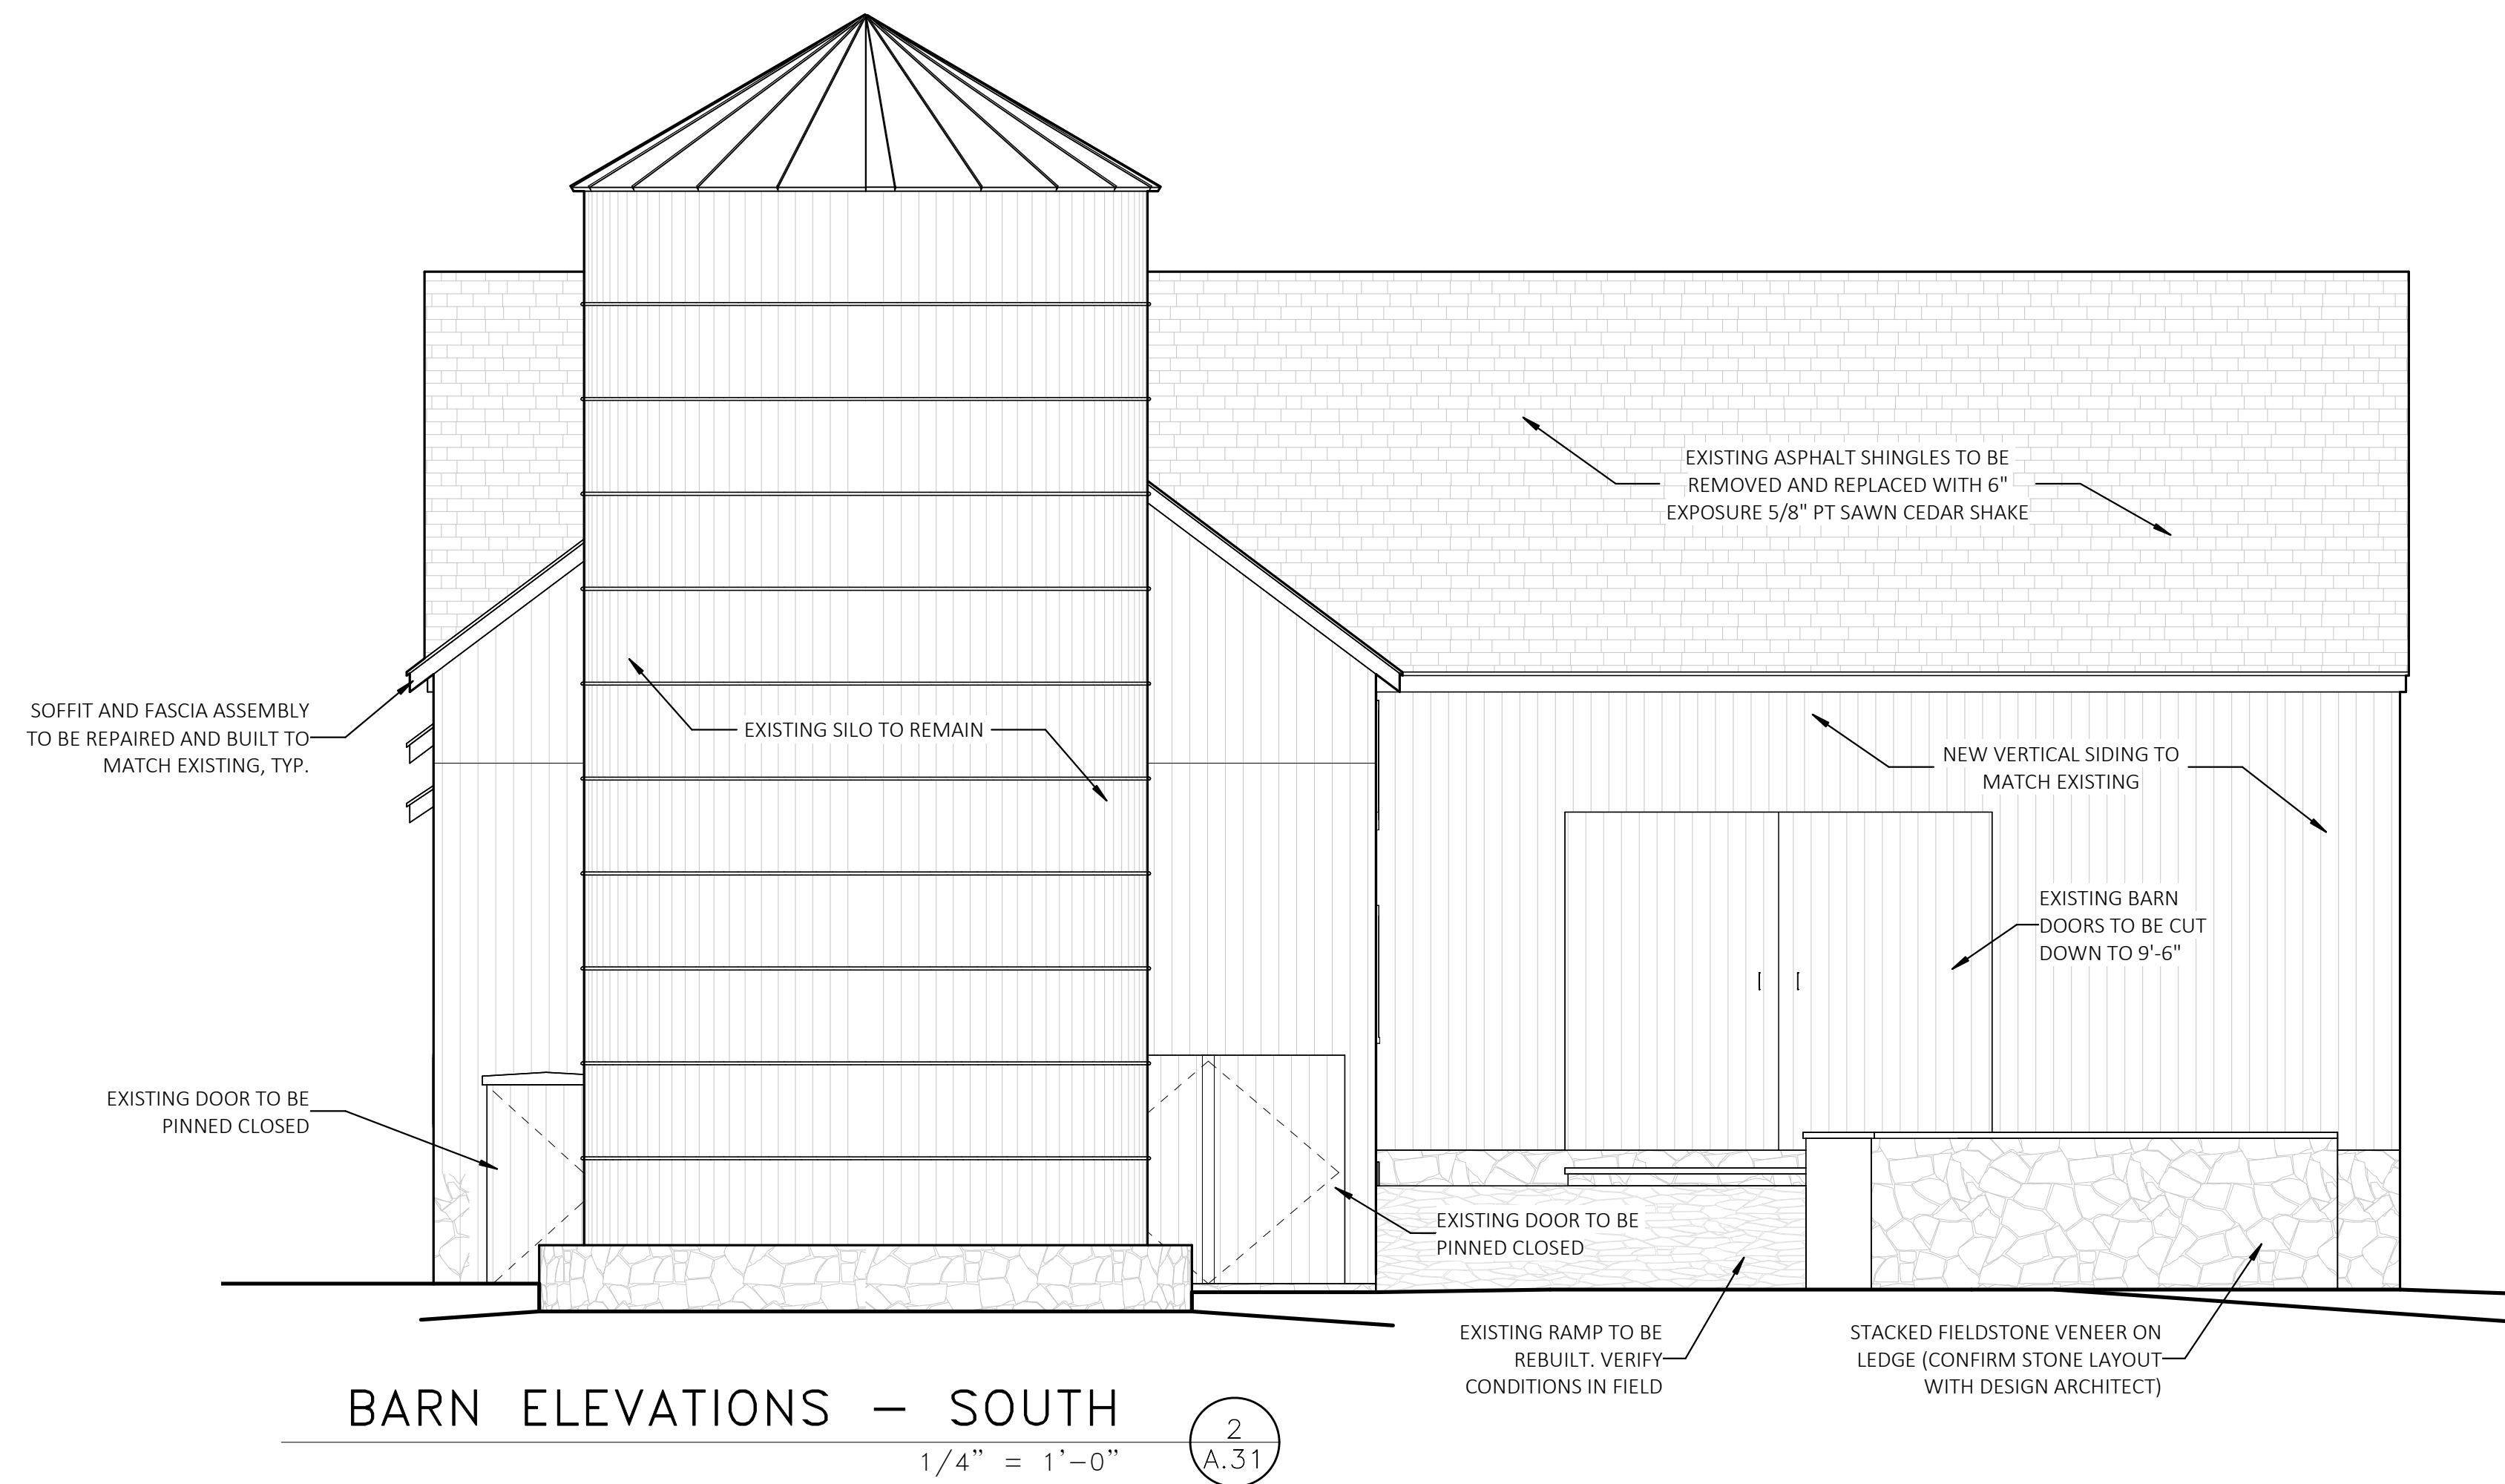 EXISTING ASPHALT SHINGLES TO BE
REMOVED AND REPLACED WITH 6"
EXPOSURE 5/8" PT SAWN CEDAR SHAKE
SOFFIT AND FASCIA ASSEMBLY
TO BE REPAIRED AND BUILT TO
MATCH EXISTING, TYP.
EXISTING SILO TO REMAIN
NEW VERTICAL SIDING TO
MATCH EXISTING
EXISTING BARN
DOORS TO BE CUT
DOWN TO 9'-6"
EXISTING DOOR TO BE
PINNED CLOSED
EXISTING DOOR TO BE
PINNED CLOSED
EXISTING RAMP TO BE
REBUILT. VERIFY
CONDITIONS IN FIELD
STACKED FIELDSTONE VENEER ON
LEDGE (CONFIRM STONE LAYOUT
WITH DESIGN ARCHITECT)
BARN ELEVATIONS – SOUTH
1/4" = 1'-0"
2
A.31